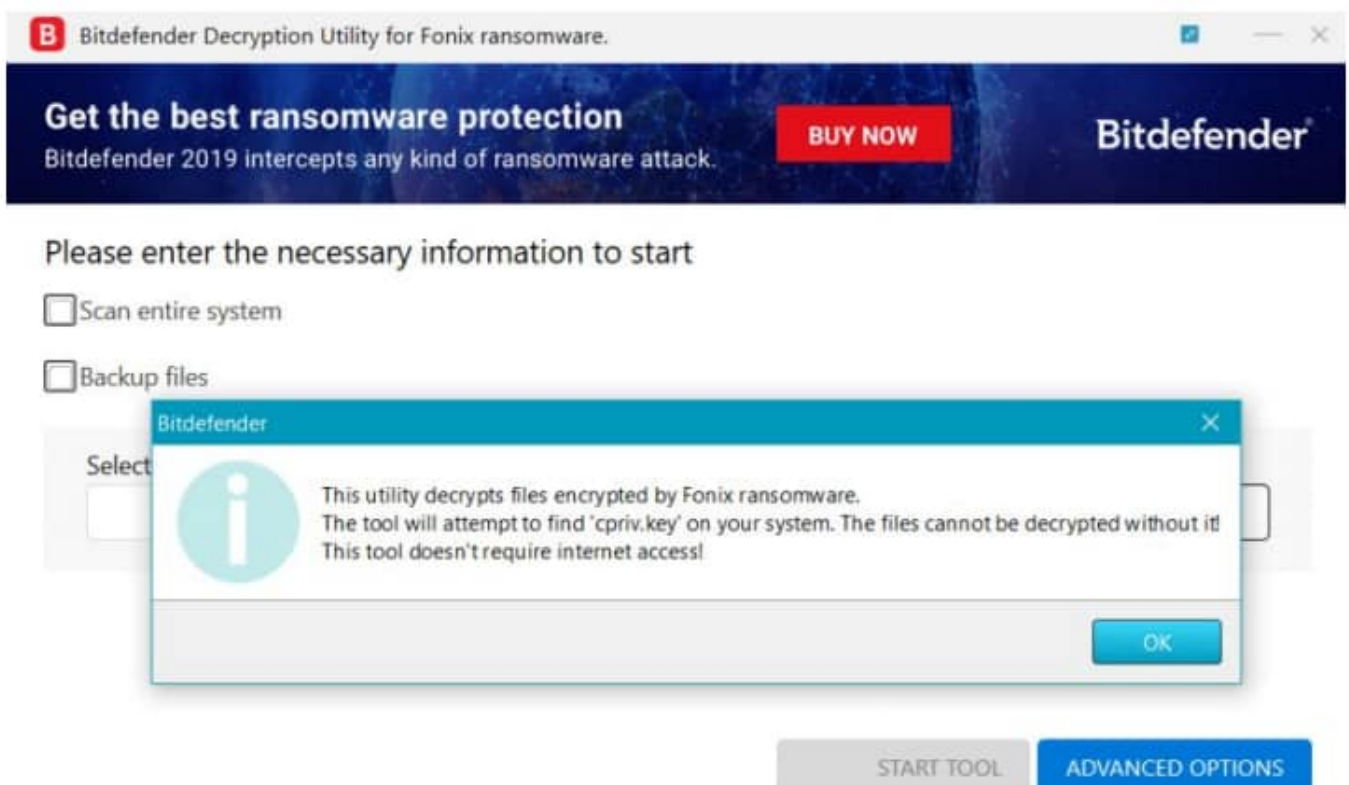 B Bitdefender Decryption Utility for Fonix ransomware.
Get the best ransomware protection
Bitdefender 2019 intercepts any kind of ransomware attack.
BUY NOW
Bitdefender
Please enter the necessary information to start
Scan entire system
Backup files
Bitdefender
Select
i
This utility decrypts files encrypted by Fonix ransomware.
The tool will attempt to find 'cpriv.key' on your system. The files cannot be decrypted without it!
This tool doesn't require internet access!
OK
START TOOL
ADVANCED OPTIONS